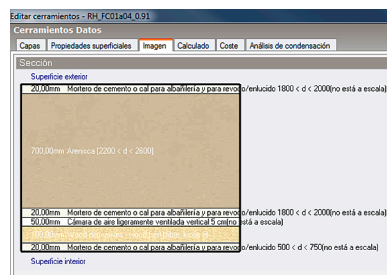 Editar cerramientos - RH_FC01a04_0.91
Cerramientos Datos
Capas Propiedades superficiales Imagen Calculado Coste Análisis de condensación
Sección
Superficie exterior
20,00mm Mortero de cemento o cal para albañilería y para revoco/enlucido 1800 < d < 2000(no está a escala)
700,00mm Arenisca [2200 < d < 2600]
20,00mm Mortero de cemento o cal para albañilería y para revoco/enlucido 1800 < d < 2000(no está a escala)
50,00mm Cámara de aire ligeramente ventilada vertical 5 cm(no está a escala)
20,00mm Mortero de cemento o cal para albañilería y para revoco/enlucido 500 < d < 750(no está a escala)
Superficie interior